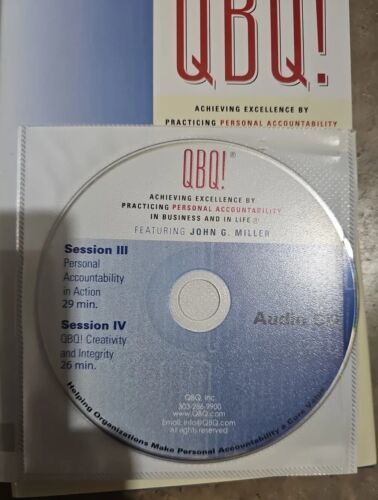 QBQ!
ACHIEVING EXCELLENCE BY
PRACTICING PERSONAL ACCOUNTABILITY
QBQ!®
ACHIEVING EXCELLENCE BY
PRACTICING PERSONAL ACCOUNTABILITY
IN BUSINESS AND IN LIFE
FEATURING JOHN G. MILLER
Session III
Personal
Accountability
in Action
29 min.
Audio CD
Session IV
QBQ! Creativity
and Integrity
26 min.
QBQ, Inc.
303-286-9900
www.QBQ.com
Email: info@QBQ.com
All rights reserved
Helping Organizations Make Personal Accountability a Core Value